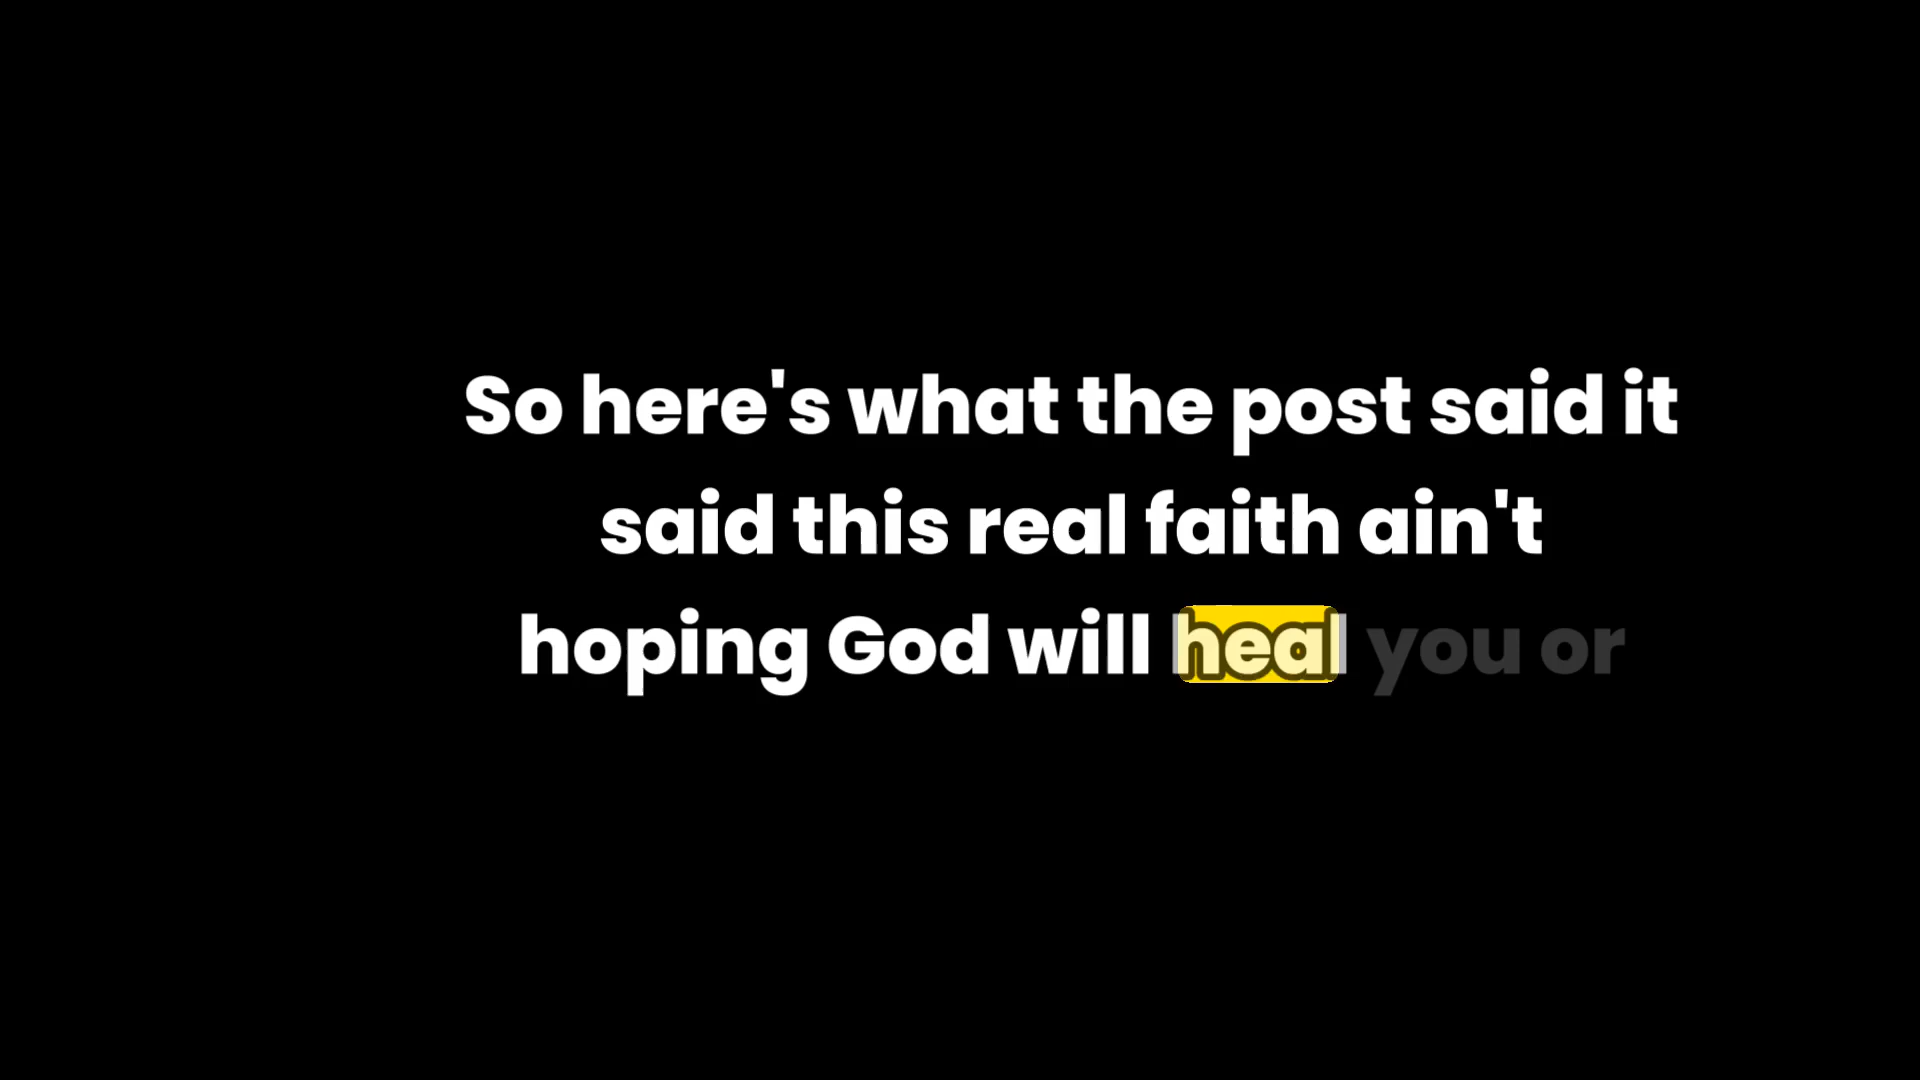 So here's what the post said it
said this real faith ain't
hoping God will heal you or